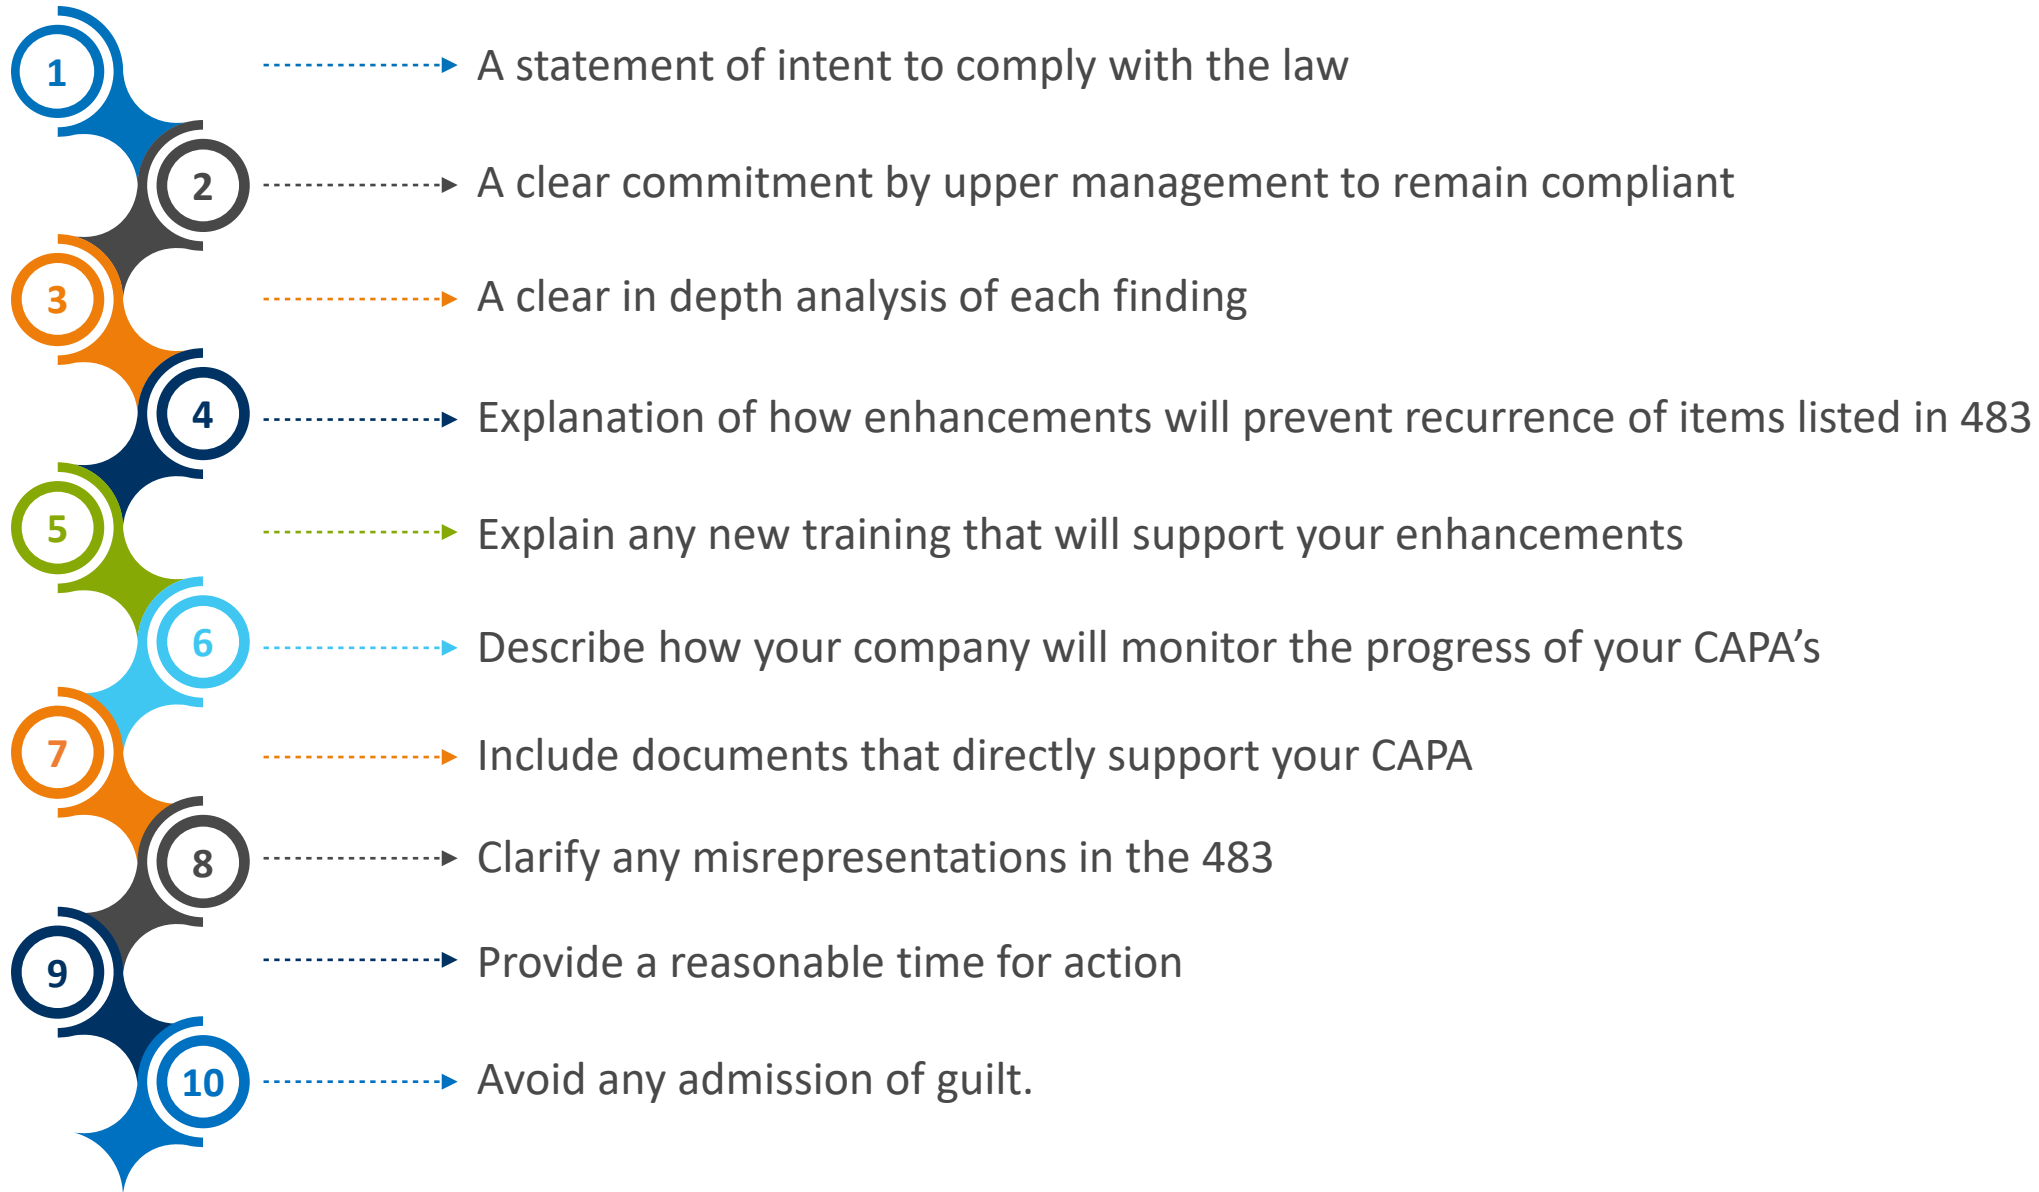 1
A statement of intent to comply with the law
2
A clear commitment by upper management to remain compliant
3
A clear in depth analysis of each finding
4
Explanation of how enhancements will prevent recurrence of items listed in 483
5
Explain any new training that will support your enhancements
6
Describe how your company will monitor the progress of your CAPA’s
7
Include documents that directly support your CAPA
8
Clarify any misrepresentations in the 483
9
Provide a reasonable time for action
10
Avoid any admission of guilt.